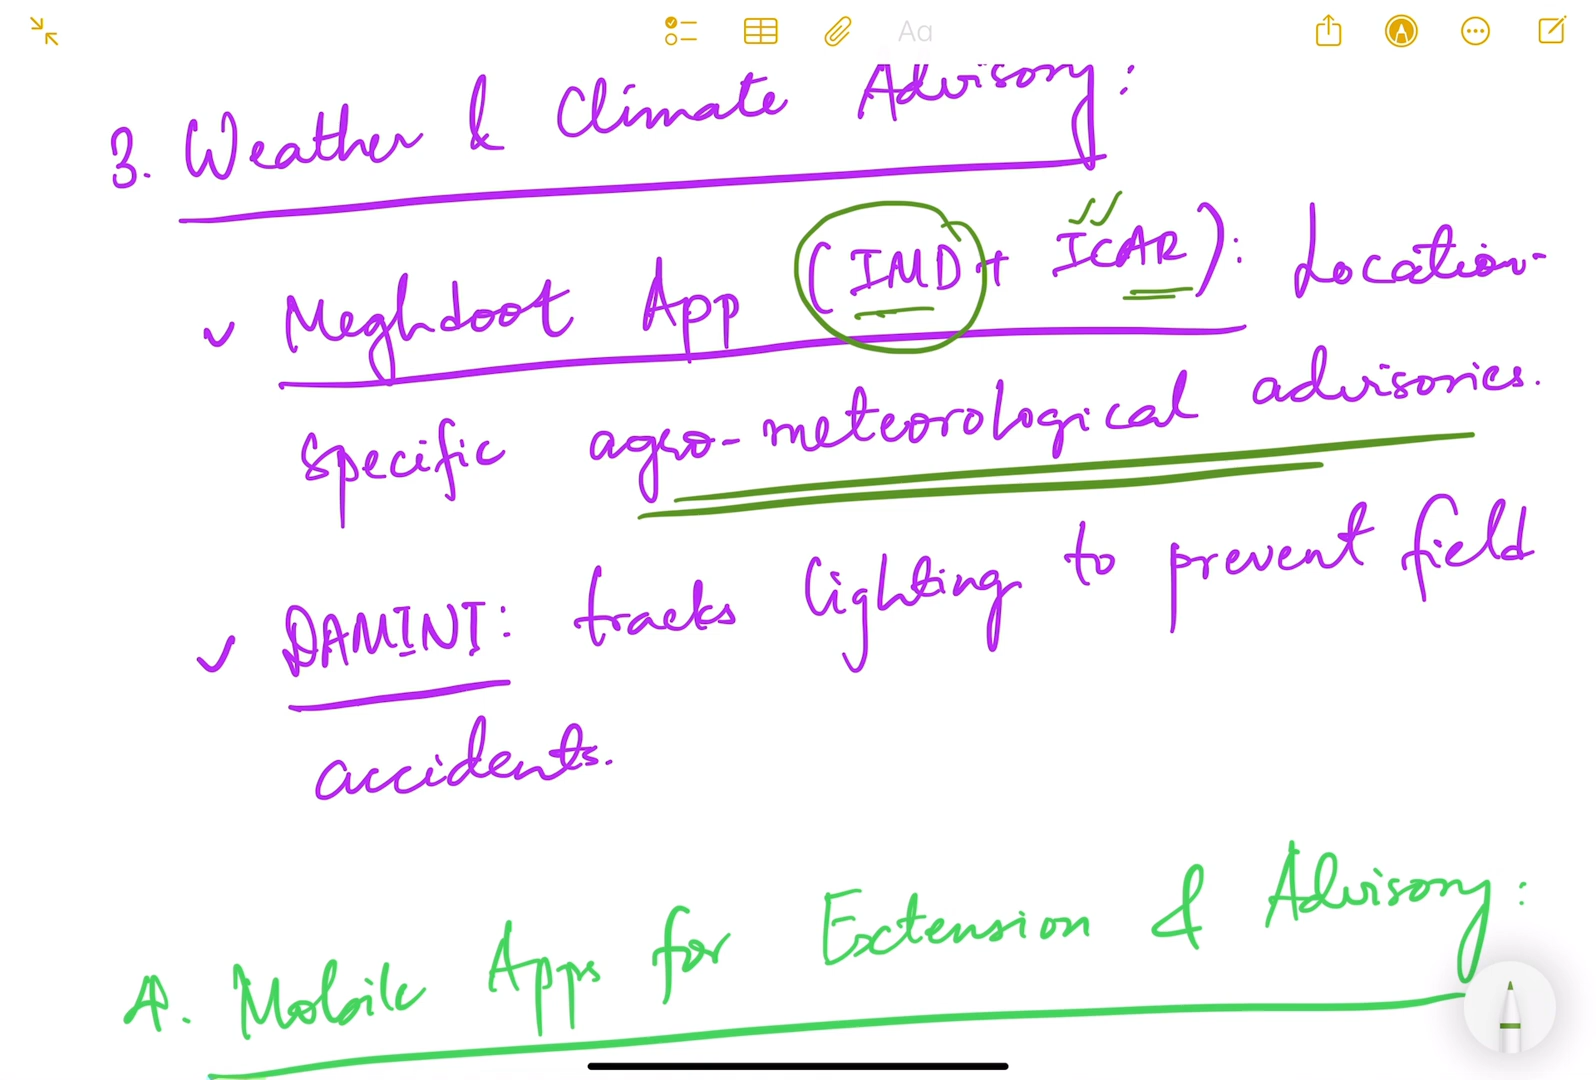 Aa
3. Weather & Climate Advisory:
Meghdoot App (IMD + ICAR): Location-
specific agro-meteorological advisories.
DAMINI: tracks lighting to prevent field
accidents.
4. Mobile Apps for Extension & Advisory: